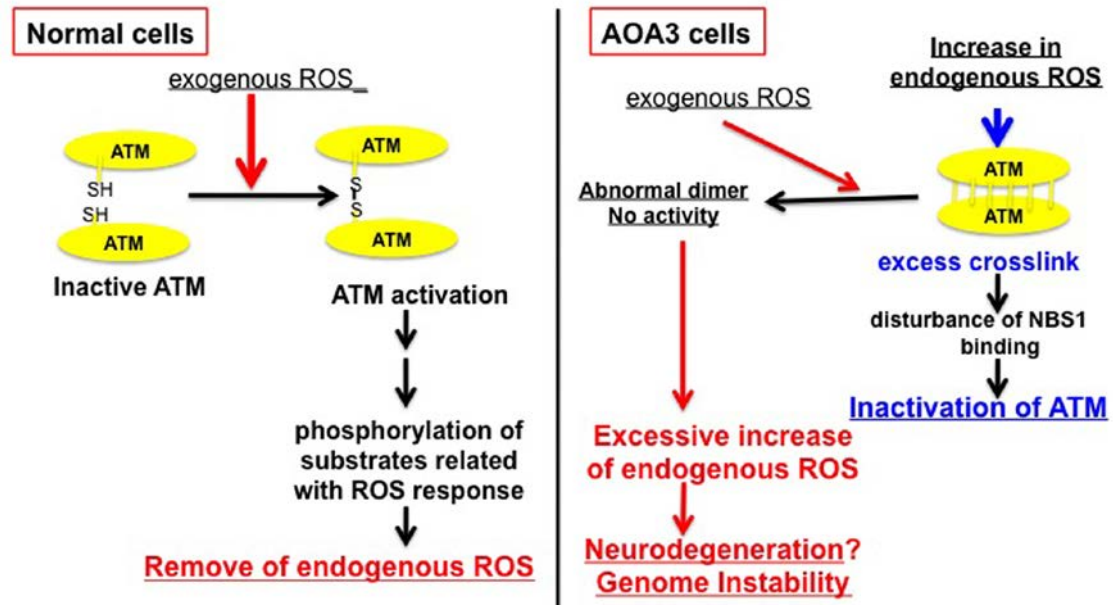 Normal cells
exogenous ROS_
ATM
SH
SH
ATM
Inactive ATM
ATM
S
S
ATM
ATM activation
phosphorylation of
substrates related
with ROS response
Remove of endogenous ROS
AOA3 cells
Increase in
endogenous ROS
exogenous ROS
ATM
ATM
Abnormal dimer
No activity
excess crosslink
disturbance of NBS1
binding
Inactivation of ATM
Excessive increase
of endogenous ROS
Neurodegeneration?
Genome Instability